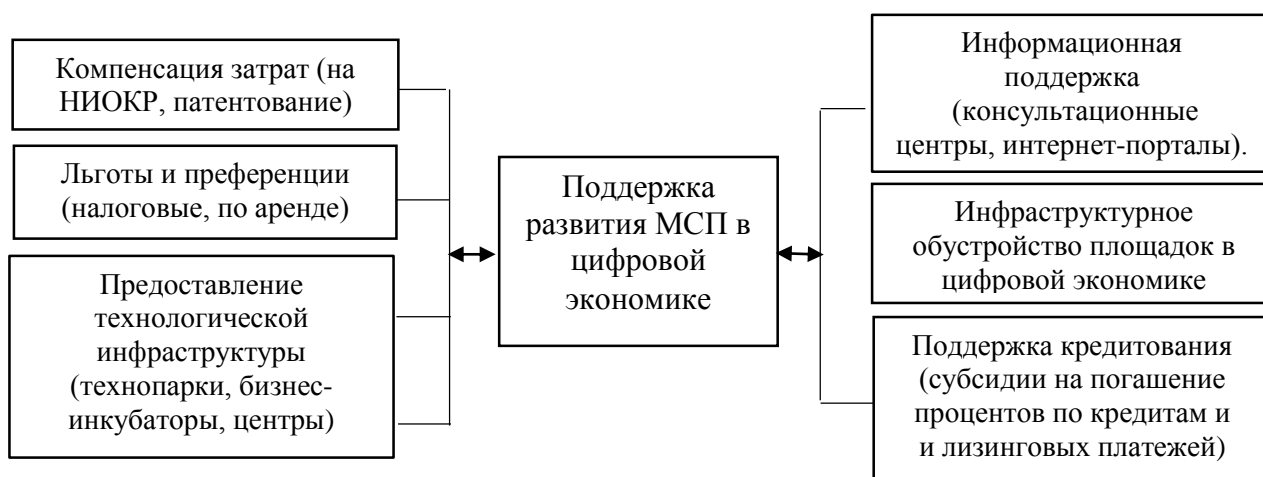 Компенсация затрат (на
НИОКР, патентование)
Льготы и преференции
(налоговые, по аренде)
Предоставление
технологической
инфраструктуры
(технопарки, бизнес-
инкубаторы, центры)
Поддержка
развития МСП в
цифровой
экономике
Информационная
поддержка
(консультационные
центры, интернет-порталы).
Инфраструктурное
обустройство площадок в
цифровой экономике
Поддержка кредитования
(субсидии на погашение
процентов по кредитам и
и лизинговых платежей)